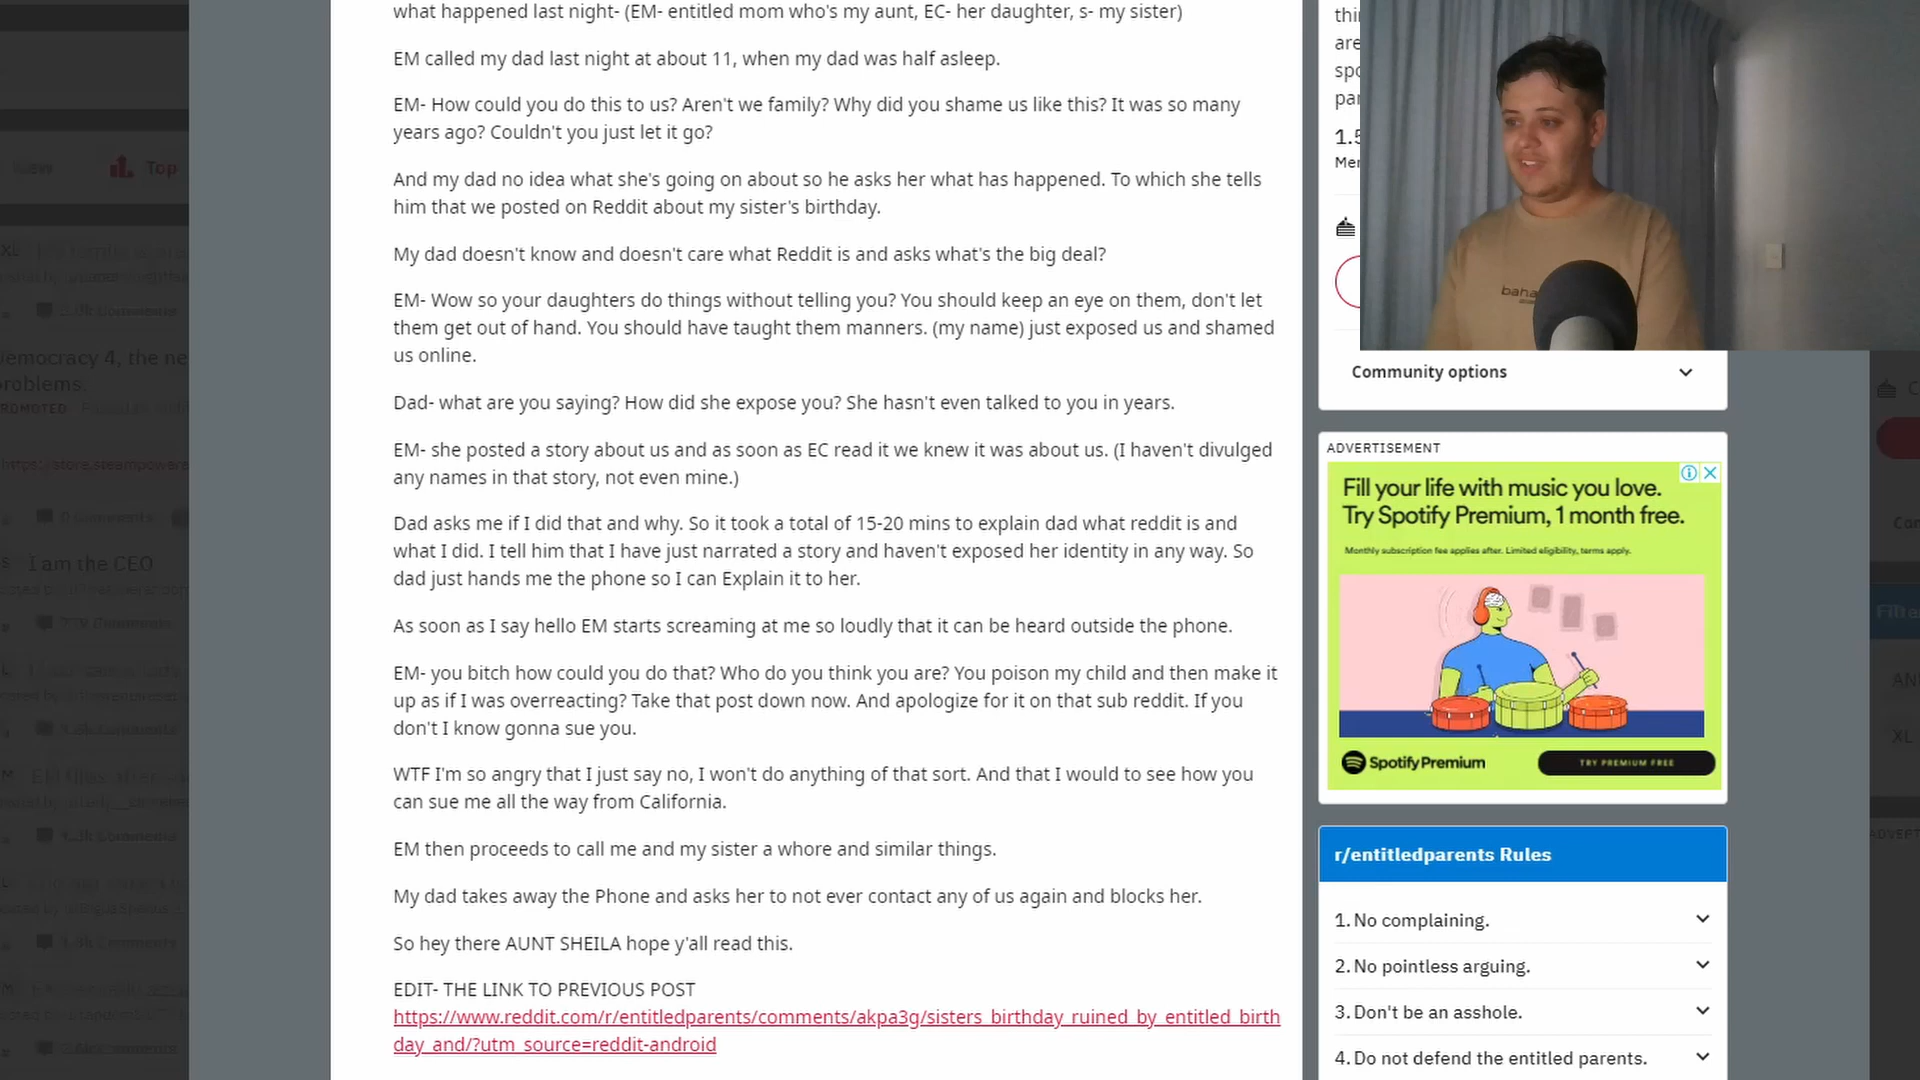 what happened last night- (EM- entitled mom who's my aunt, EC- her daughter, s- my sister)
EM called my dad last night at about 11, when my dad was half asleep.
EM- How could you do this to us? Aren't we family? Why did you shame us like this? It was so many
years ago? Couldn't you just let it go?
And my dad no idea what she's going on about so he asks her what has happened. To which she tells
him that we posted on Reddit about my sister's birthday.
My dad doesn't know and doesn't care what Reddit is and asks what's the big deal?
EM- Wow so your daughters do things without telling you? You should keep an eye on them, don't let
them get out of hand. You should have taught them manners. (my name) just exposed us and shamed
us online.
Dad- what are you saying? How did she expose you? She hasn't even talked to you in years.
EM- she posted a story about us and as soon as EC read it we knew it was about us. (I haven't divulged
any names in that story, not even mine.)
Dad asks me if I did that and why. So it took a total of 15-20 mins to explain dad what reddit is and
what I did. I tell him that I have just narrated a story and haven't exposed her identity in any way. So
dad just hands me the phone so I can Explain it to her.
As soon as I say hello EM starts screaming at me so loudly that it can be heard outside the phone.
EM- you bitch how could you do that? Who do you think you are? You poison my child and then make it
up as if I was overreacting? Take that post down now. And apologize for it on that sub reddit. If you
don't I know gonna sue you.
WTF I'm so angry that I just say no, I won't do anything of that sort. And that I would to see how you
can sue me all the way from California.
EM then proceeds to call me and my sister a whore and similar things.
My dad takes away the Phone and asks her to not ever contact any of us again and blocks her.
So hey there AUNT SHEILA hope y'all read this.
EDIT- THE LINK TO PREVIOUS POST
https://www.reddit.com/r/entitledparents/comments/akpa3g/sisters_birthday_ruined_by_entitled_birth
day_and/?utm_source=reddit-android
Top
I am the CEO
Community options
ADVERTISEMENT
Fill your life with music you love.
Try Spotify Premium, 1 month free.
Monthly subscription fee applies after. Limited eligibility, terms apply.
Spotify Premium
TRY PREMIUM FREE
r/entitledparents Rules
1. No complaining.
2. No pointless arguing.
3. Don't be an asshole.
4. Do not defend the entitled parents.